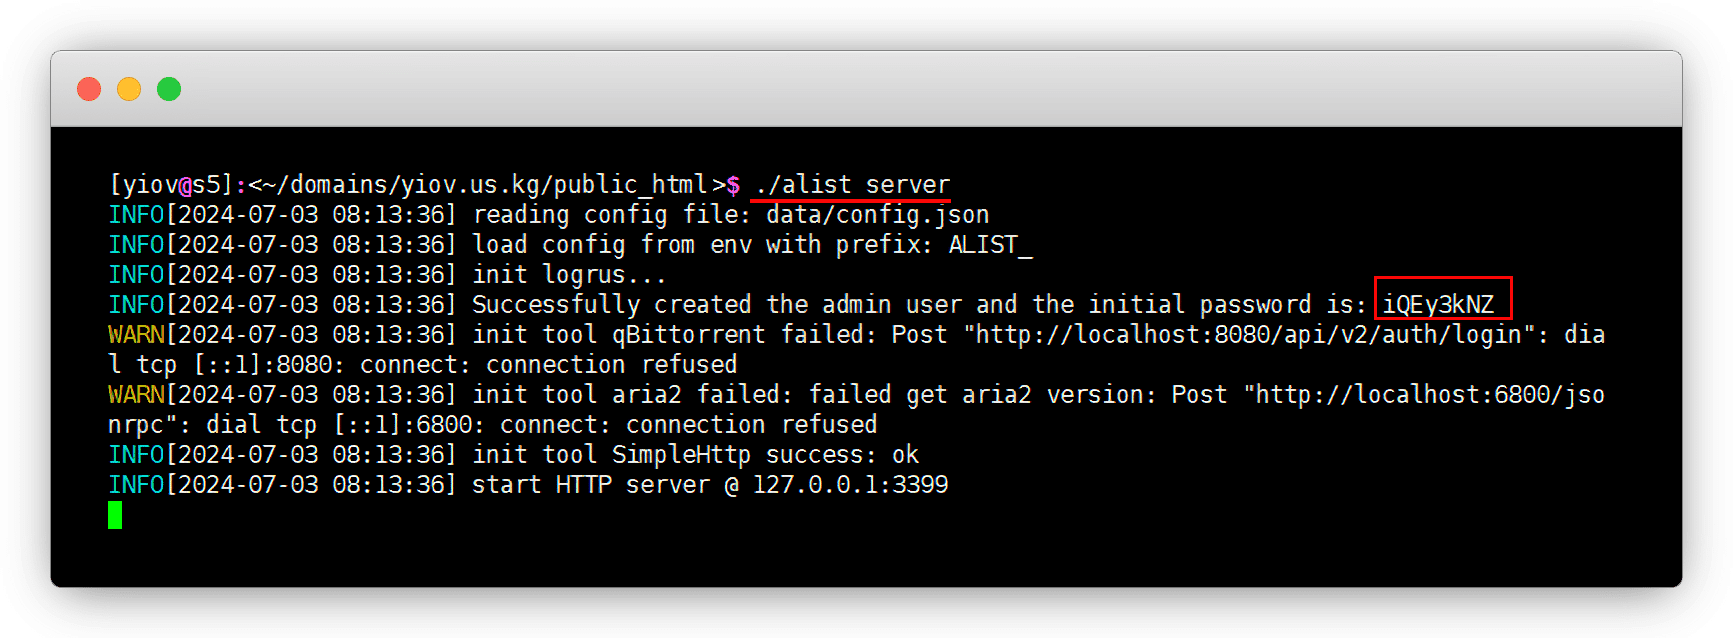 [yiov@s5]:<~/domains/yiov.us.kg/public_html>$ ./alist server
INFO[2024-07-03 08:13:36] reading config file: data/config.json
INFO[2024-07-03 08:13:36] load config from env with prefix: ALIST_
INFO[2024-07-03 08:13:36] init logrus...
INFO[2024-07-03 08:13:36] Successfully created the admin user and the initial password is: iQEy3kNZ
WARN[2024-07-03 08:13:36] init tool qBittorrent failed: Post "http://localhost:8080/api/v2/auth/login": dia
l tcp [::1]:8080: connect: connection refused
WARN[2024-07-03 08:13:36] init tool aria2 failed: failed get aria2 version: Post "http://localhost:6800/jso
nrpc": dial tcp [::1]:6800: connect: connection refused
INFO[2024-07-03 08:13:36] init tool SimpleHttp success: ok
INFO[2024-07-03 08:13:36] start HTTP server @ 127.0.0.1:3399